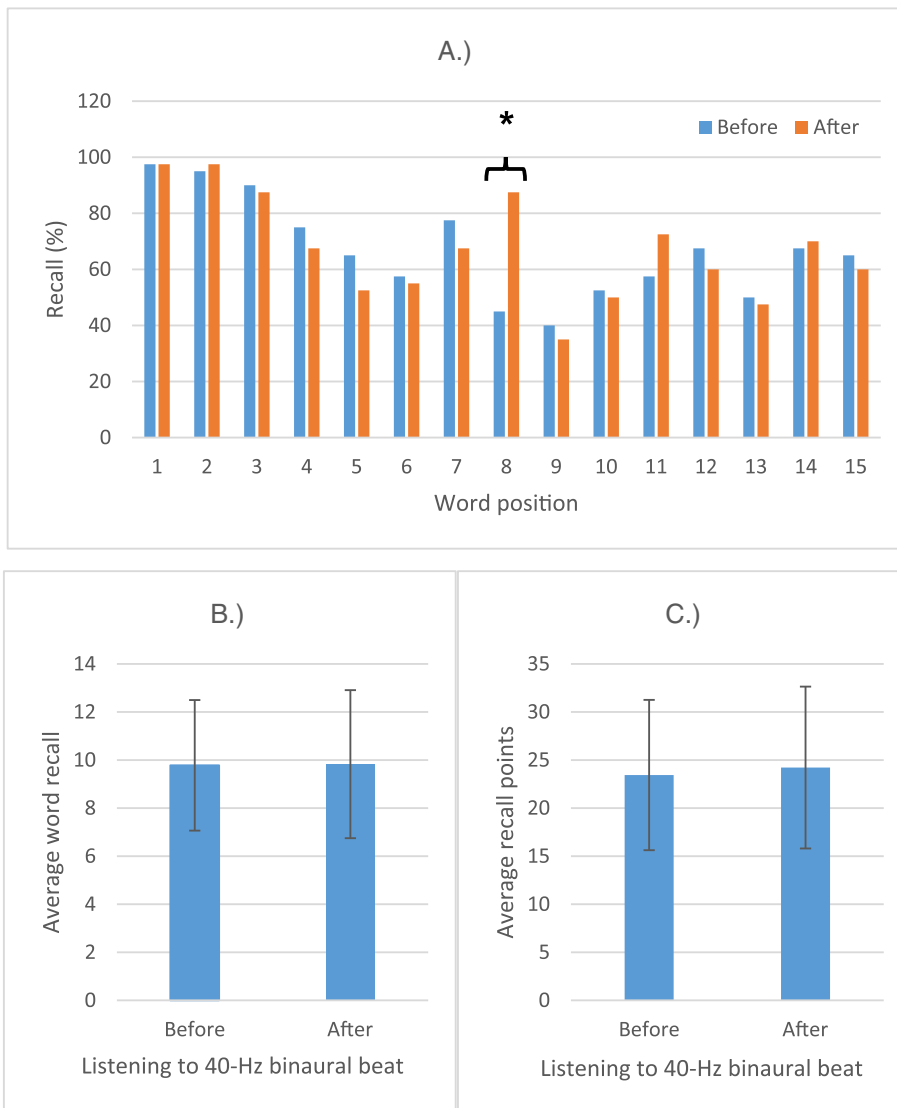 A.)
120
100
80
60
40
20
0
Recall (%)
*
Before After
1 2 3 4 5 6 7 8 9 10 11 12 13 14 15
Word position
B.)
14
12
10
8
6
4
2
0
Average word recall
Before After
Listening to 40-Hz binaural beat
C.)
35
30
25
20
15
10
5
0
Average recall points
Before After
Listening to 40-Hz binaural beat